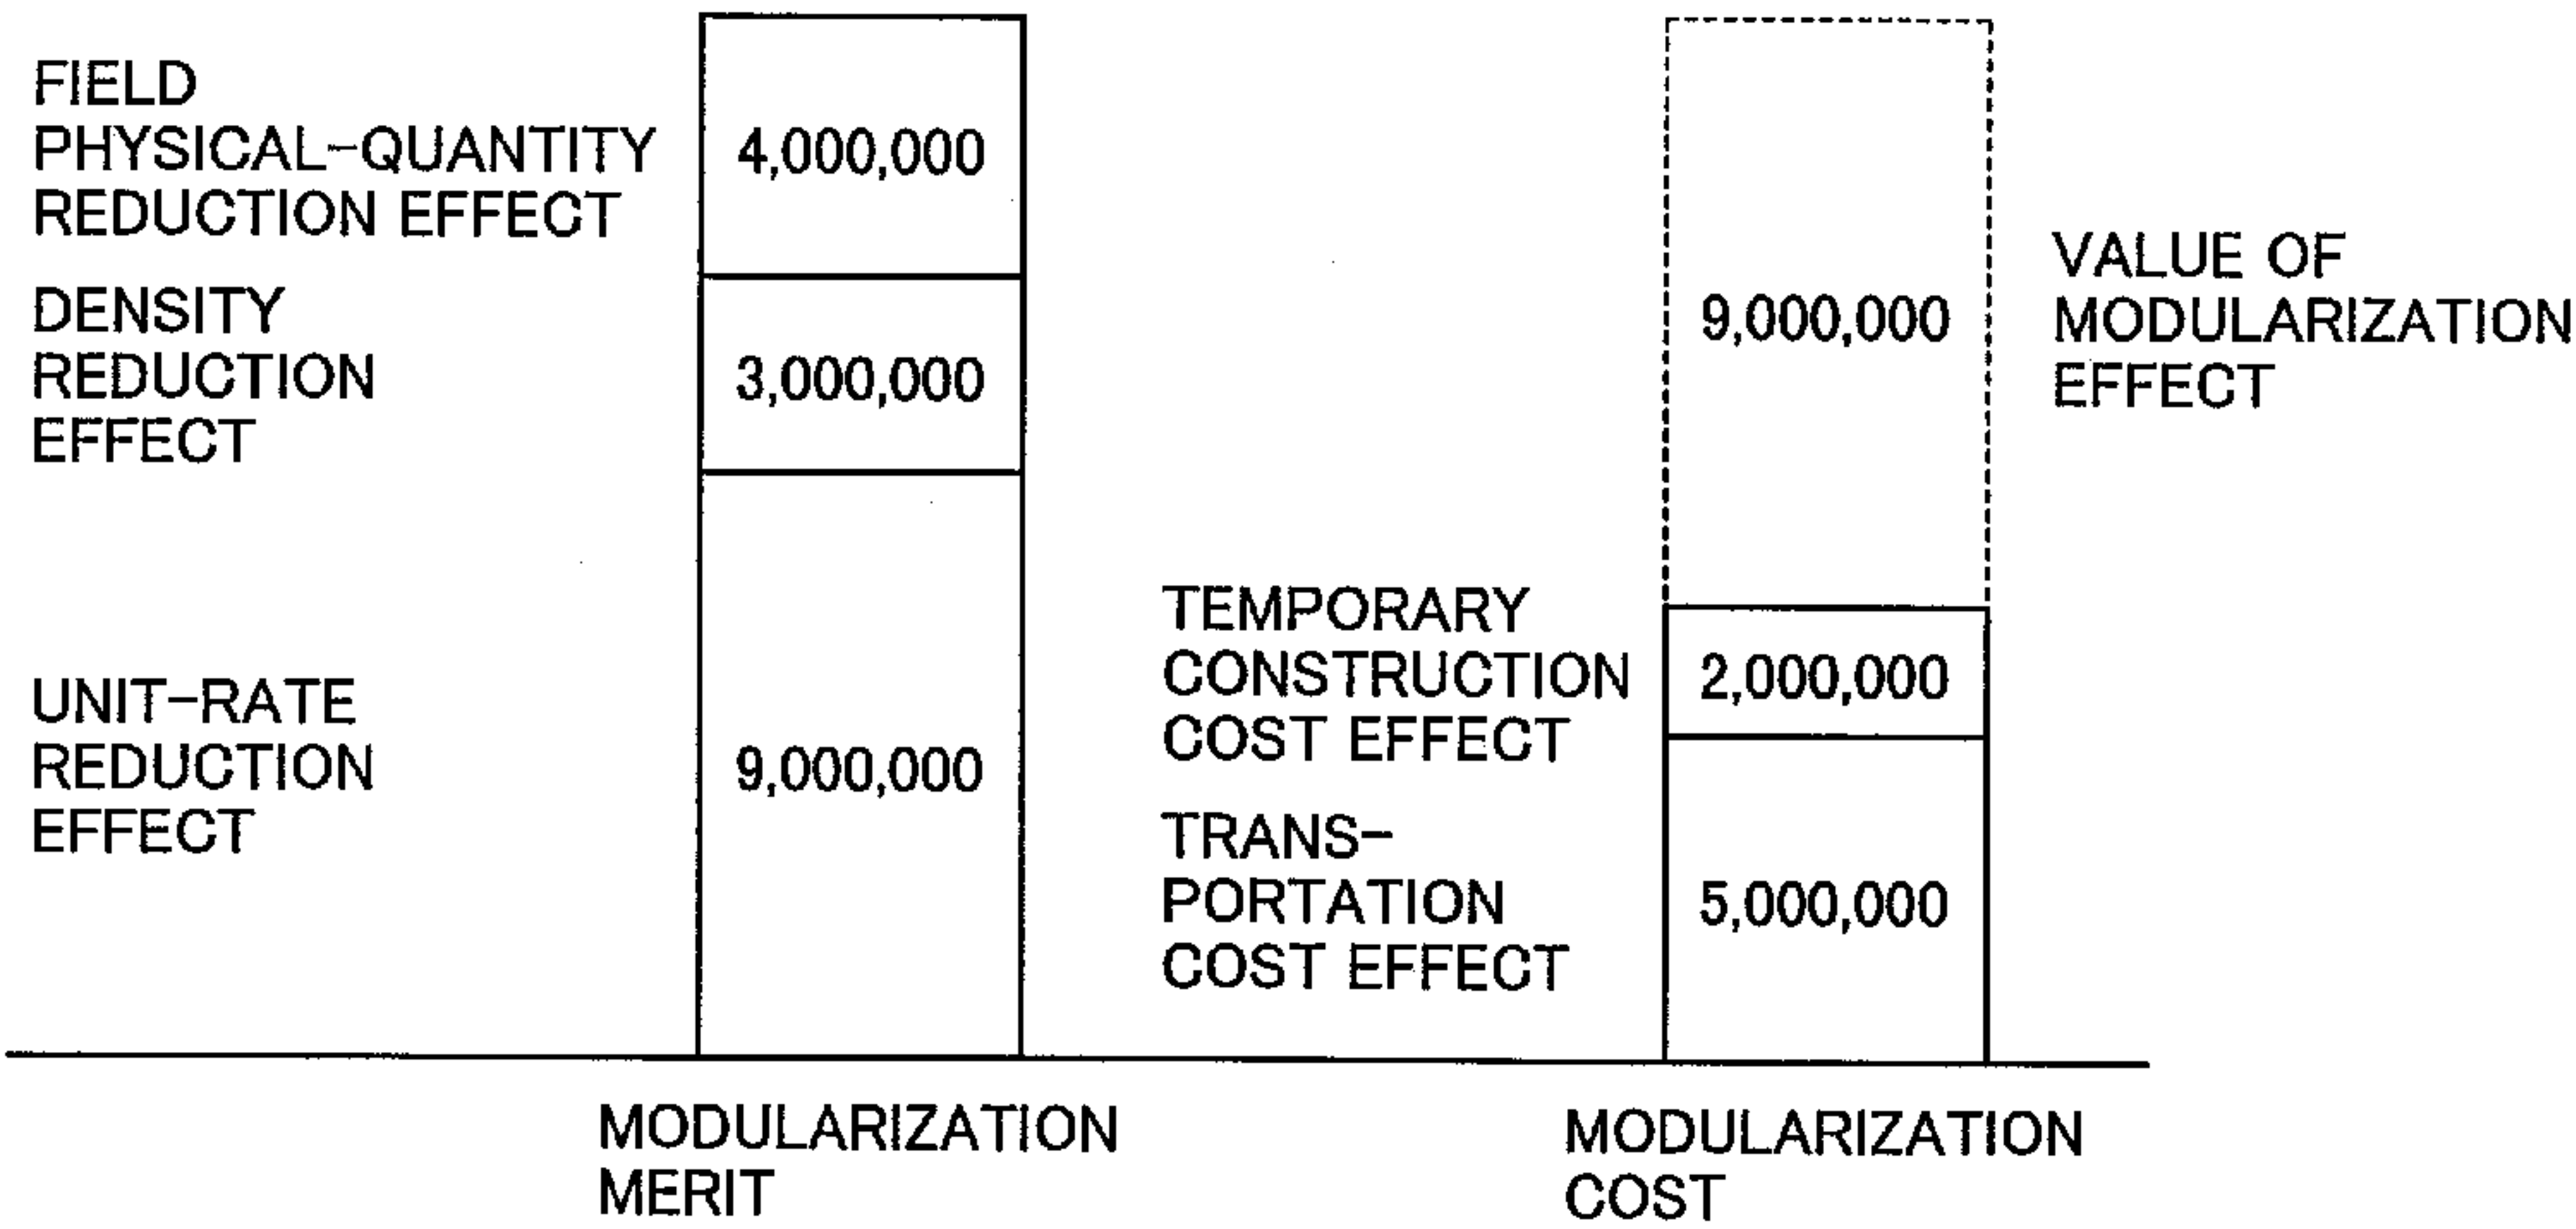 FIELD
PHYSICAL-QUANTITY
REDUCTION EFFECT
4,000,000
DENSITY
REDUCTION
EFFECT
3,000,000
UNIT-RATE
REDUCTION
EFFECT
9,000,000
MODULARIZATION
MERIT
9,000,000
VALUE OF
MODULARIZATION
EFFECT
TEMPORARY
CONSTRUCTION
COST EFFECT
2,000,000
TRANS-
PORTATION
COST EFFECT
5,000,000
MODULARIZATION
COST